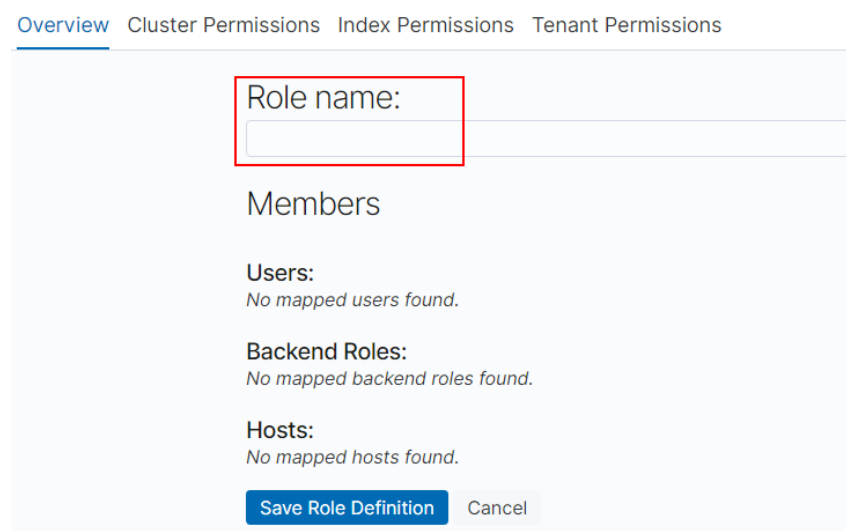 Overview Cluster Permissions Index Permissions Tenant Permissions
Role name:
Members
Users:
No mapped users found.
Backend Roles:
No mapped backend roles found.
Hosts:
No mapped hosts found.
Save Role Definition Cancel